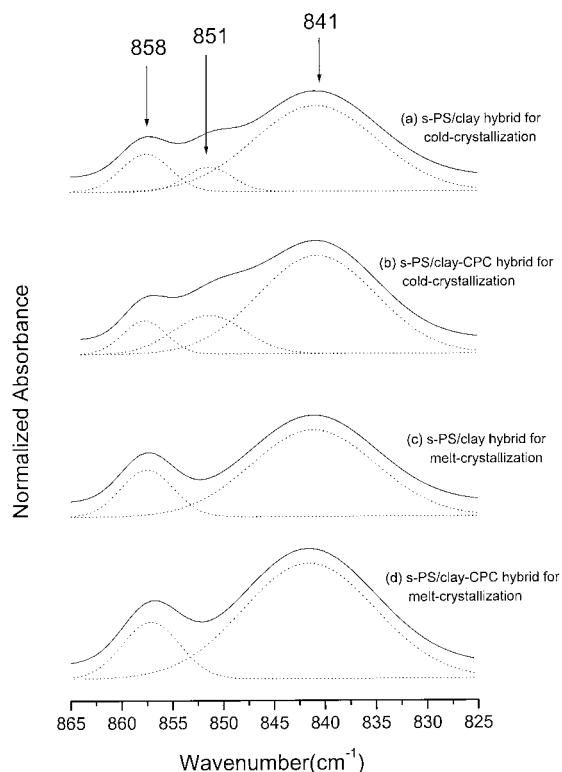 858
851
841
(a) s-PS/clay hybrid for
cold-crystallization
(b) s-PS/clay-CPC hybrid for
cold-crystallization
(c) s-PS/clay hybrid for
melt-crystallization
(d) s-PS/clay-CPC hybrid for
melt-crystallization
Normalized Absorbance
865 860 855 850 845 840 835 830 825
Wavenumber(cm⁻¹)